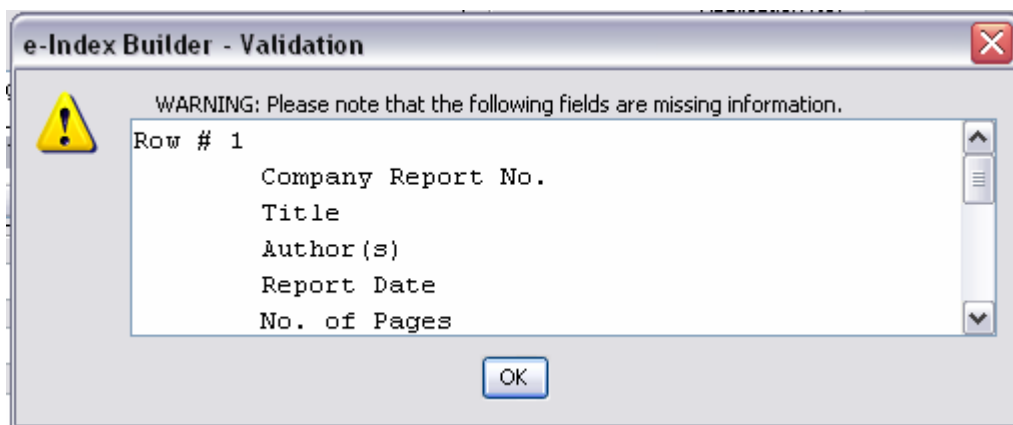 e-Index Builder - Validation
WARNING: Please note that the following fields are missing information.
Row # 1
Company Report No.
Title
Author(s)
Report Date
No. of Pages
OK